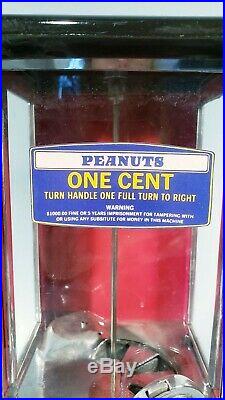 PEANUTS
ONE CENT
TURN HANDLE ONE FULL TURN TO RIGHT
WARNING
$1000.00 FINE OR 5 YEARS IMPRISONMENT FOR TAMPERING WITH
OR USING ANY SUBSITUTE FOR MONEY IN THIS MACHINE